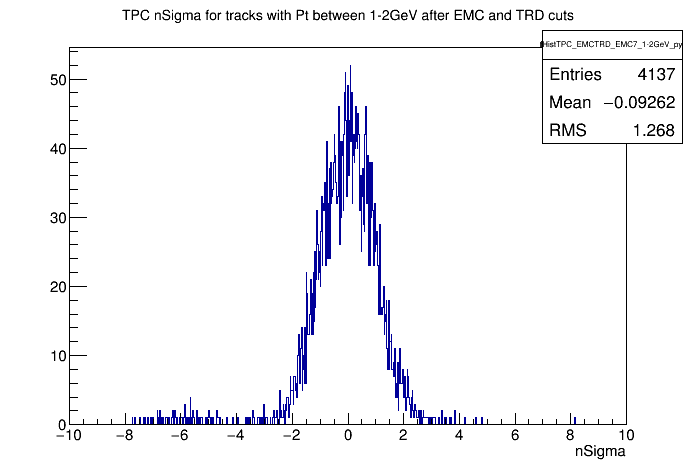 TPC nSigma for tracks with Pt between 1-2GeV after EMC and TRD cuts
HistTPC_EMCTRD_EMC7_1-2GeV_py
Entries 4137
Mean −0.09262
RMS 1.268
50
40
30
20
10
0
−10 −8 −6 −4 −2 0 2 4 6 8 10
nSigma